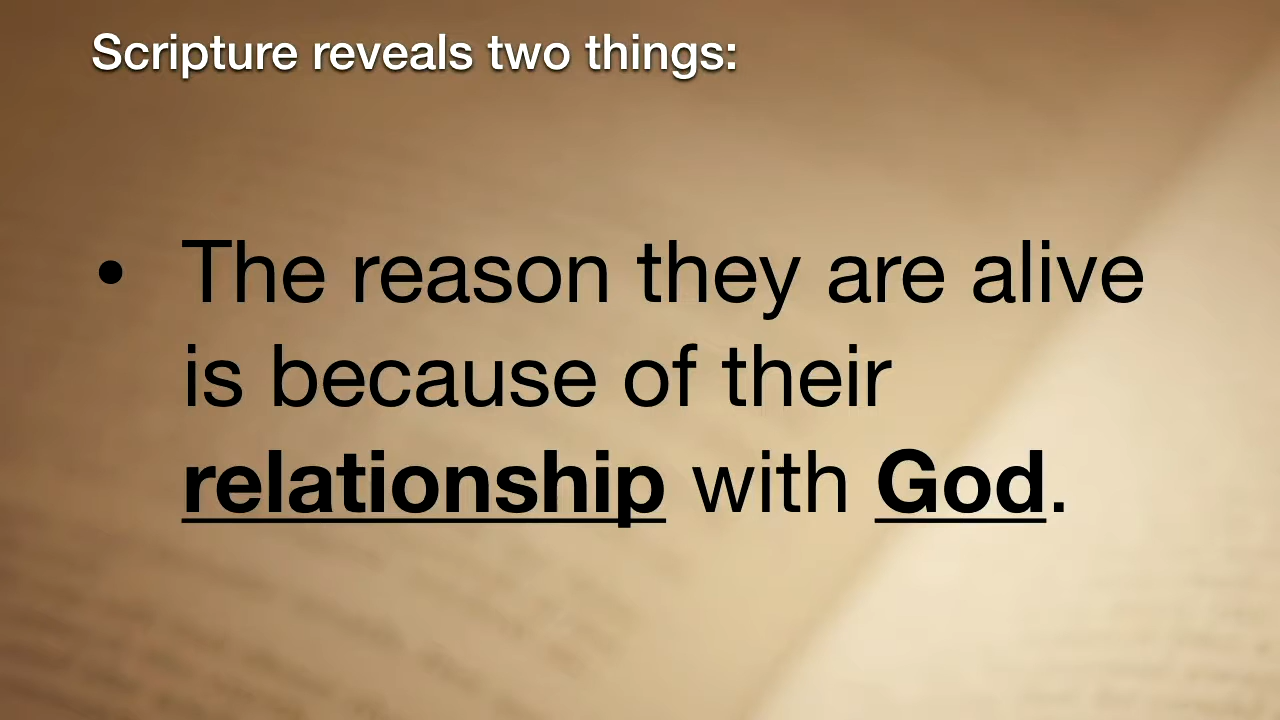 Scripture reveals two things:
• The reason they are alive
is because of their
relationship with God.